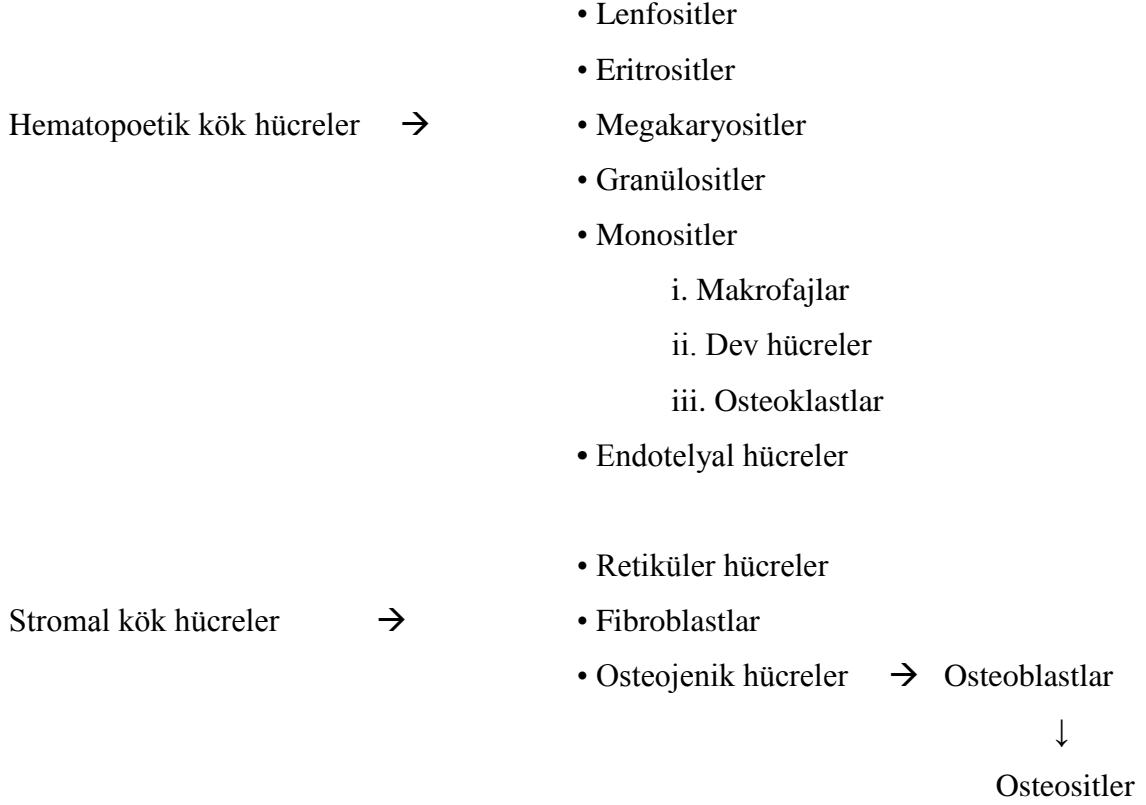 • Lenfositler
• Eritrositler
Hematopoetik kök hücreler → • Megakaryositler
• Granülositler
• Monositler
i. Makrofajlar
ii. Dev hücreler
iii. Osteoklastlar
• Endotelyal hücreler
• Retiküler hücreler
Stromal kök hücreler → • Fibroblastlar
• Osteojenik hücreler → Osteoblastlar
↓
Osteositler